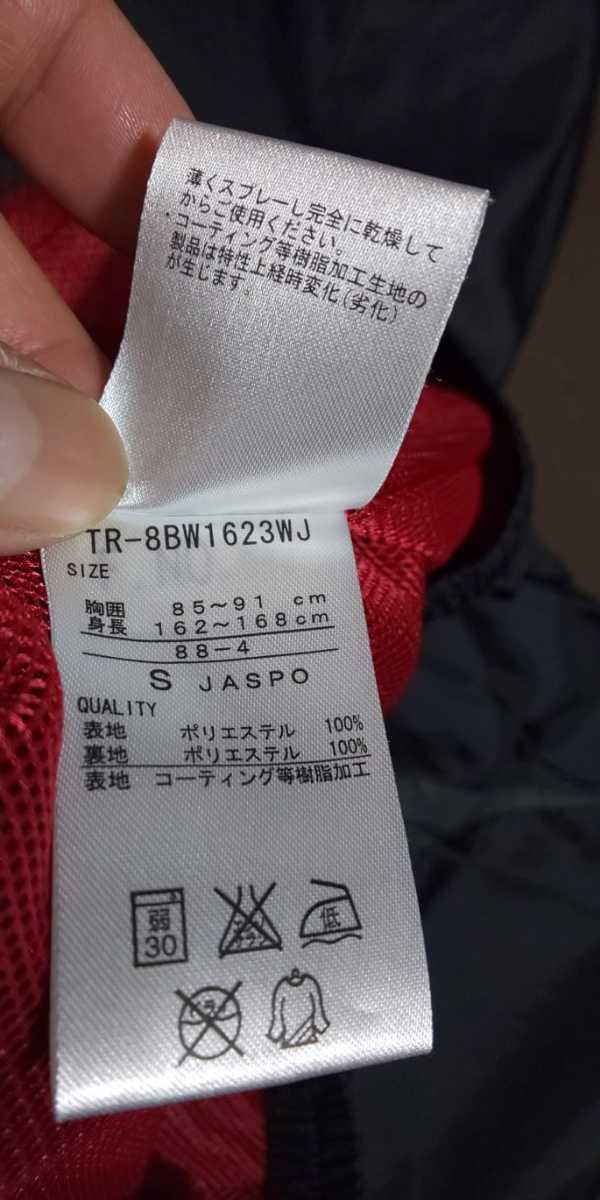 薄くスプレーし完全に乾燥して
からご使用ください。
・コーティング等樹脂加工生地の
製品は特性上経時変化(劣化)
が生じます。
TR-8BW1623WJ
SIZE
胸囲 85～91 cm
身長 162～168cm
88-4
S JASPO
QUALITY
表地 ポリエステル 100%
裏地 ポリエステル 100%
表地 コーティング等樹脂加工
弱
30
低
ドライ